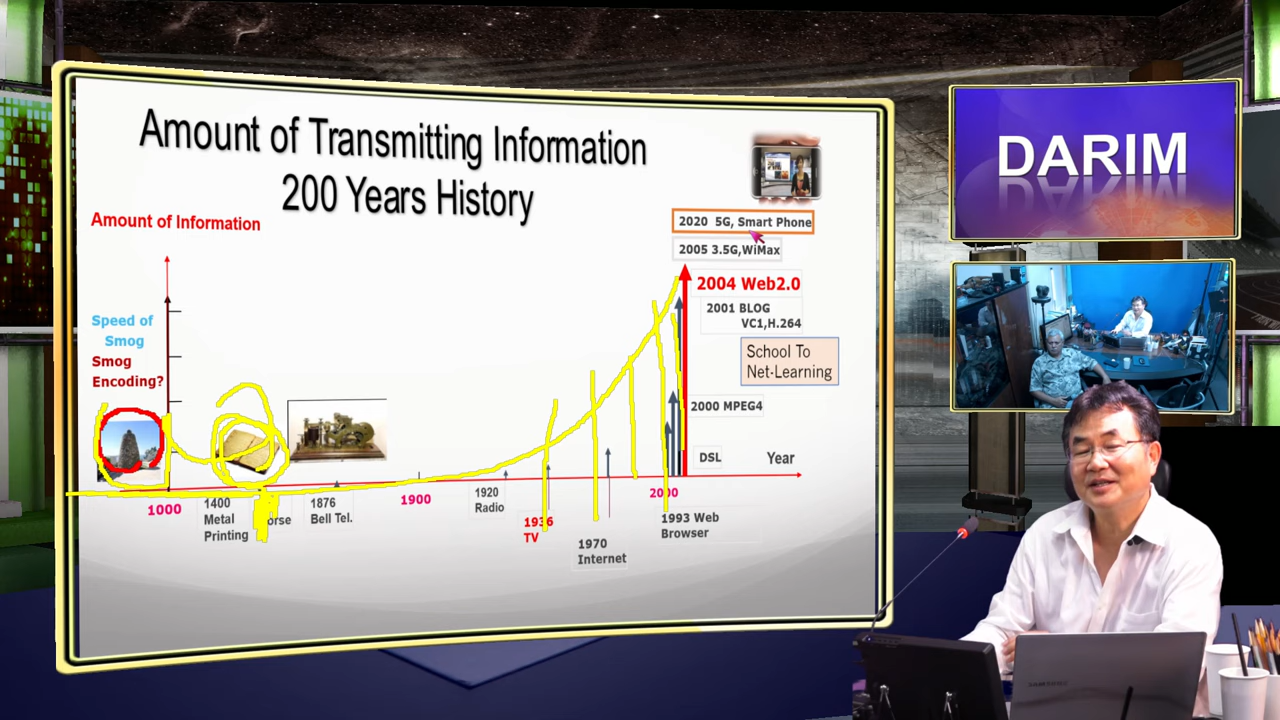 Amount of Transmitting Information
200 Years History
Amount of Information
DARIM
2020 5G, Smart Phone
2005 3.5G,WiMax
2004 Web2.0
2001 BLOG
VC1,H.264
Speed of
Smog
Smog
Encoding?
School To
Net-Learning
2000 MPEG4
DSL
Year
1000
1400
Metal
Printing
orse
1876
Bell Tel.
1900
1920
Radio
1936
TV
1970
Internet
2000
1993 Web
Browser